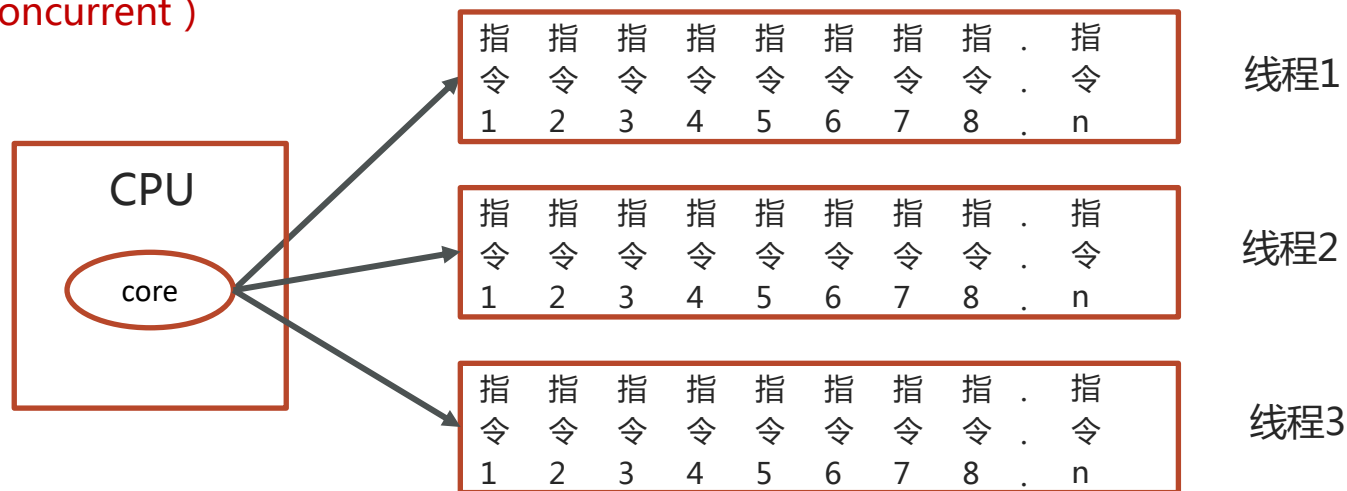 oncurrent )
指 指 指 指 指 指 指 指 . 指
令 令 令 令 令 令 令 令 . 令
1 2 3 4 5 6 7 8 . n
线程1
CPU
core
指 指 指 指 指 指 指 指 . 指
令 令 令 令 令 令 令 令 . 令
1 2 3 4 5 6 7 8 . n
线程2
指 指 指 指 指 指 指 指 . 指
令 令 令 令 令 令 令 令 . 令
1 2 3 4 5 6 7 8 . n
线程3